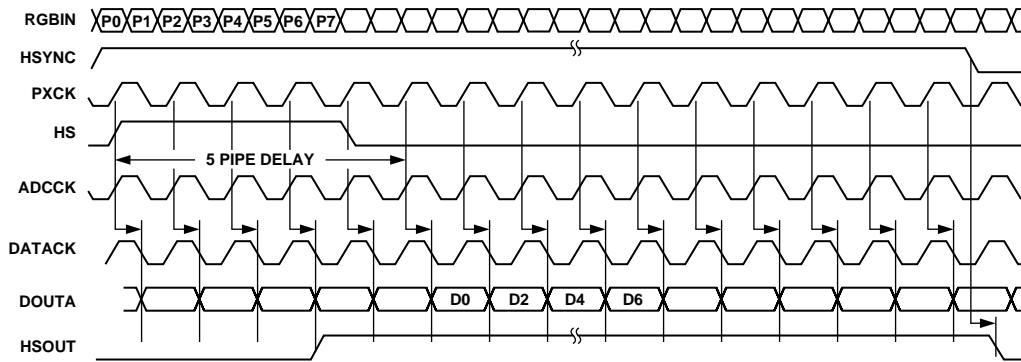 RGBIN P0 P1 P2 P3 P4 P5 P6 P7
HSYNC
PXCK
HS
5 PIPE DELAY
ADCCK
DATACK
DOUTA D0 D2 D4 D6
HSOUT